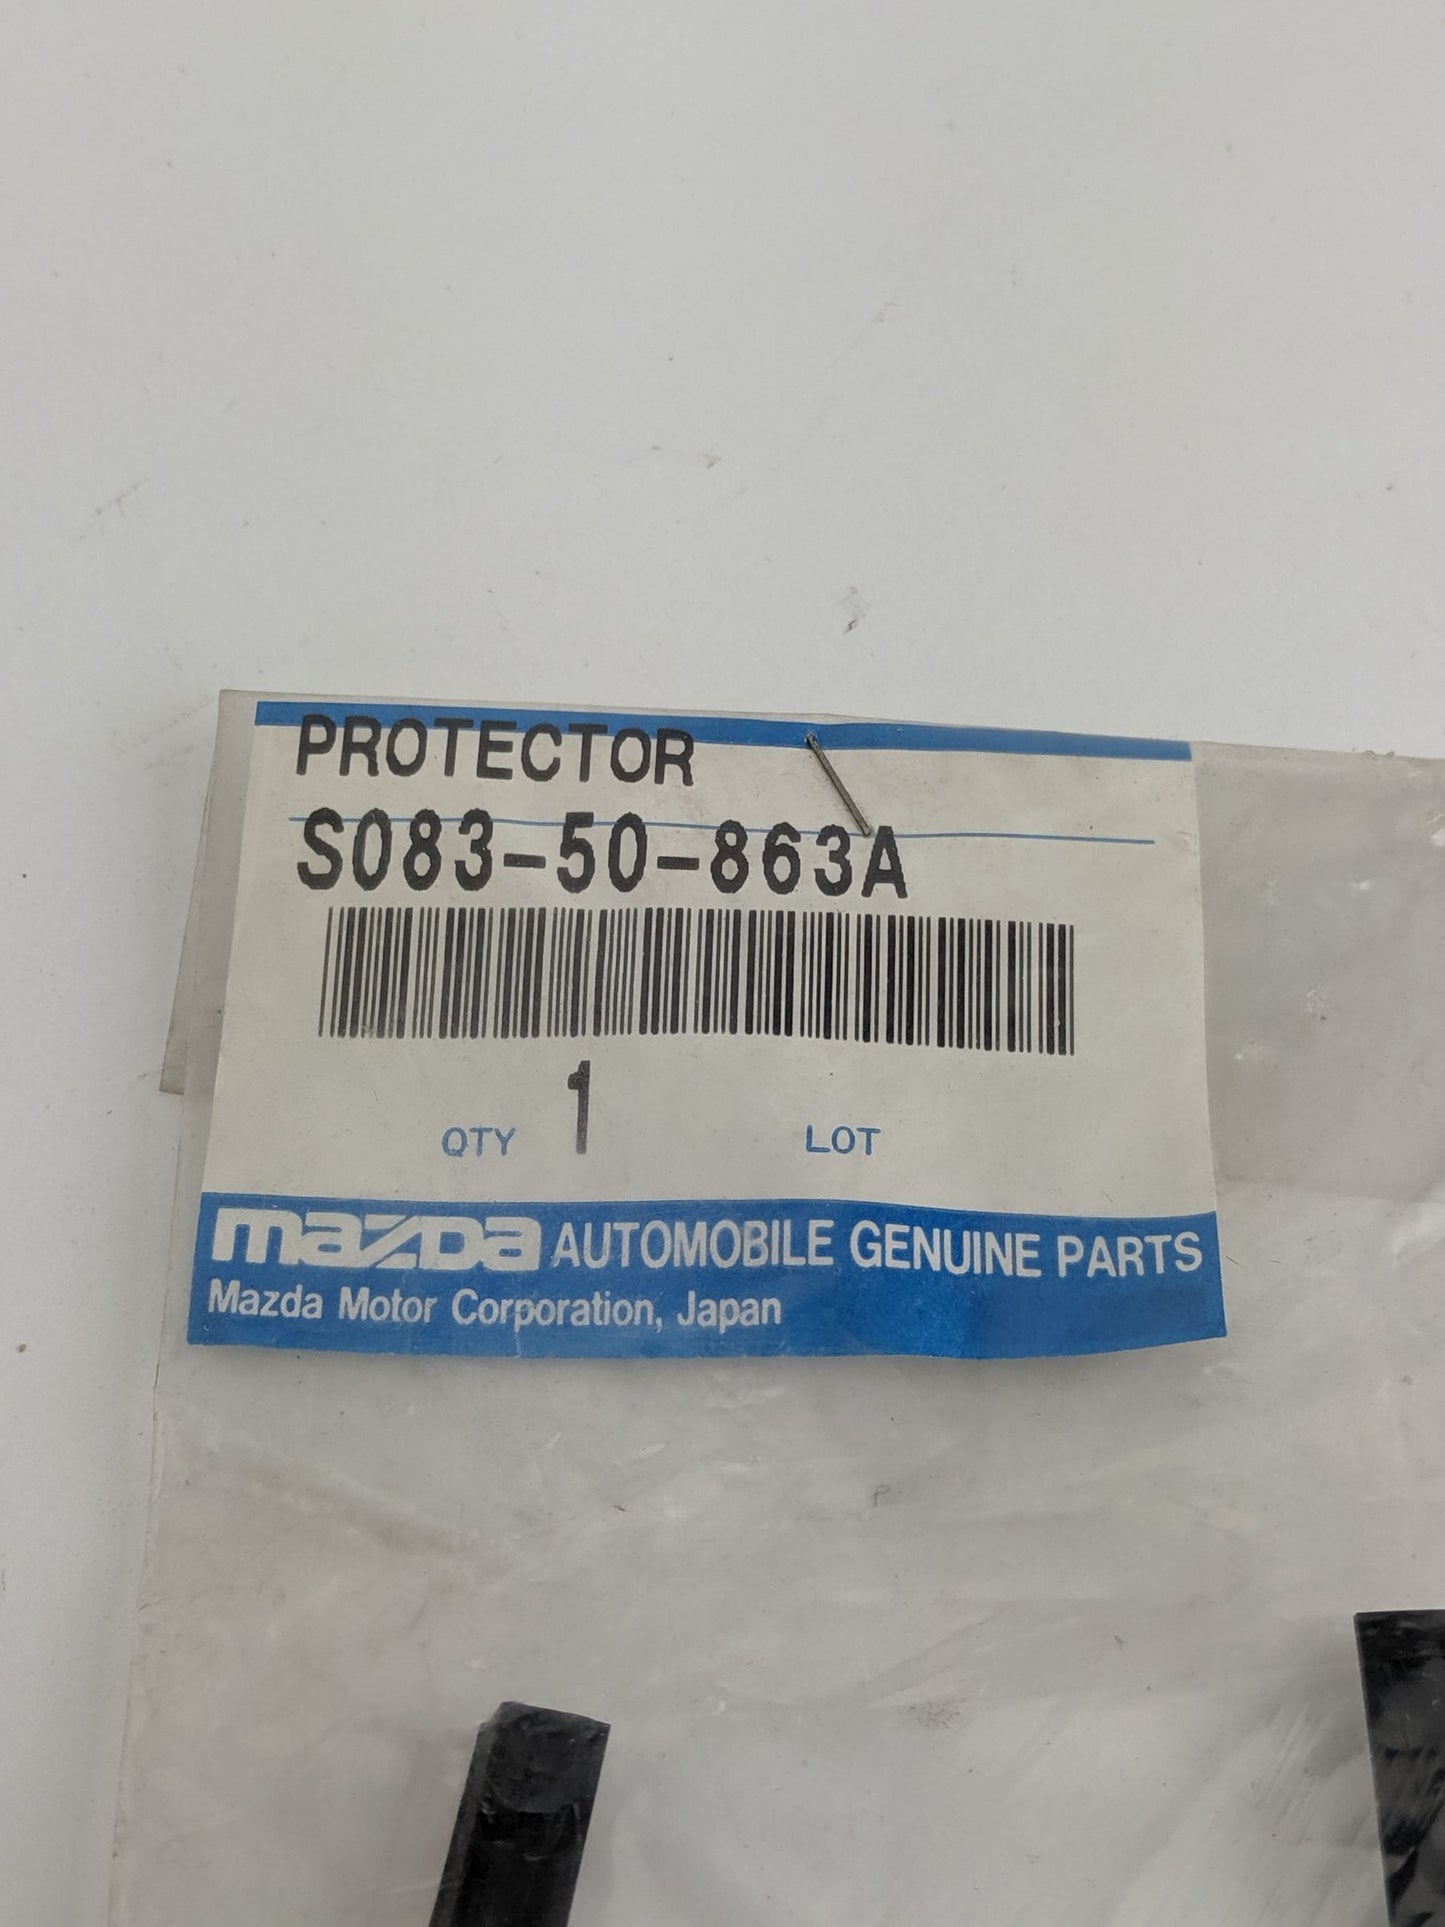 PROTECTOR
S083-50-863A
QTY 1 LOT
mazda AUTOMOBILE GENUINE PARTS
Mazda Motor Corporation, Japan